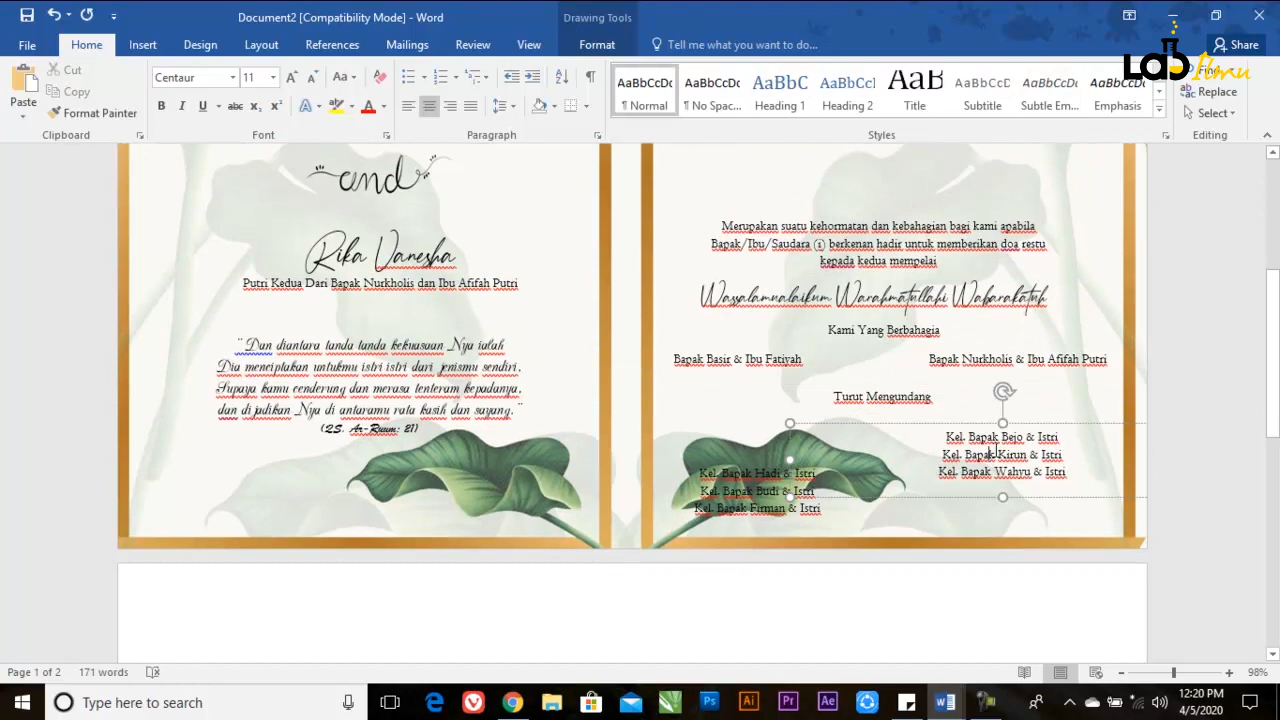 Document2 [Compatibility Mode] - Word
Drawing Tools
File
Home
Insert
Design
Layout
References
Mailings
Review
View
Format
Tell me what you want to do...
Share
Lab Ilmu
Paste
Cut
Copy
Format Painter
Clipboard
Centaur
11
Font
Paragraph
AaBbCcDc
¶ Normal
AaBbCcDc
¶ No Spac...
AaBbC
Heading 1
AaBbCc
Heading 2
AaB
Title
AaBbCcD
Subtitle
AaBbCcDc
Subtle Em...
AaBbCcDc
Emphasis
Styles
Find
Replace
Select
Editing
and
Rika Vanesha
Putri Kedua Dari Bapak Nurkholis dan Ibu Afifah Putri
" Dan diantara tanda tanda kekuasaan Nya ialah
Dia menciptakan untukmu istri istri dari jenismu sendiri,
Supaya kamu cenderung dan merasa tenteram kepadanya,
dan di jadikan Nya di antaramu rata kasih dan sayang. "
(QS. Ar-Ruum: 21)
Merupakan suatu kehormatan dan kebahagian bagi kami apabila
Bapak/Ibu/Saudara (i) berkenan hadir untuk memberikan doa restu
kepada kedua mempelai
Wassalamualaikum Warahmatullahi Wabarakatuh
Kami Yang Berbahagia
Bapak Basir & Ibu Fatiyah
Bapak Nurkholis & Ibu Afifah Putri
Turut Mengundang
Kel. Bapak Bejo & Istri
Kel. Bapak Kirun & Istri
Kel. Bapak Wahyu & Istri
Kel. Bapak Hadi & Istri
Kel. Bapak Budi & Istri
Kel. Bapak Firman & Istri
Page 1 of 2
171 words
98%
Type here to search
12:20 PM
4/5/2020